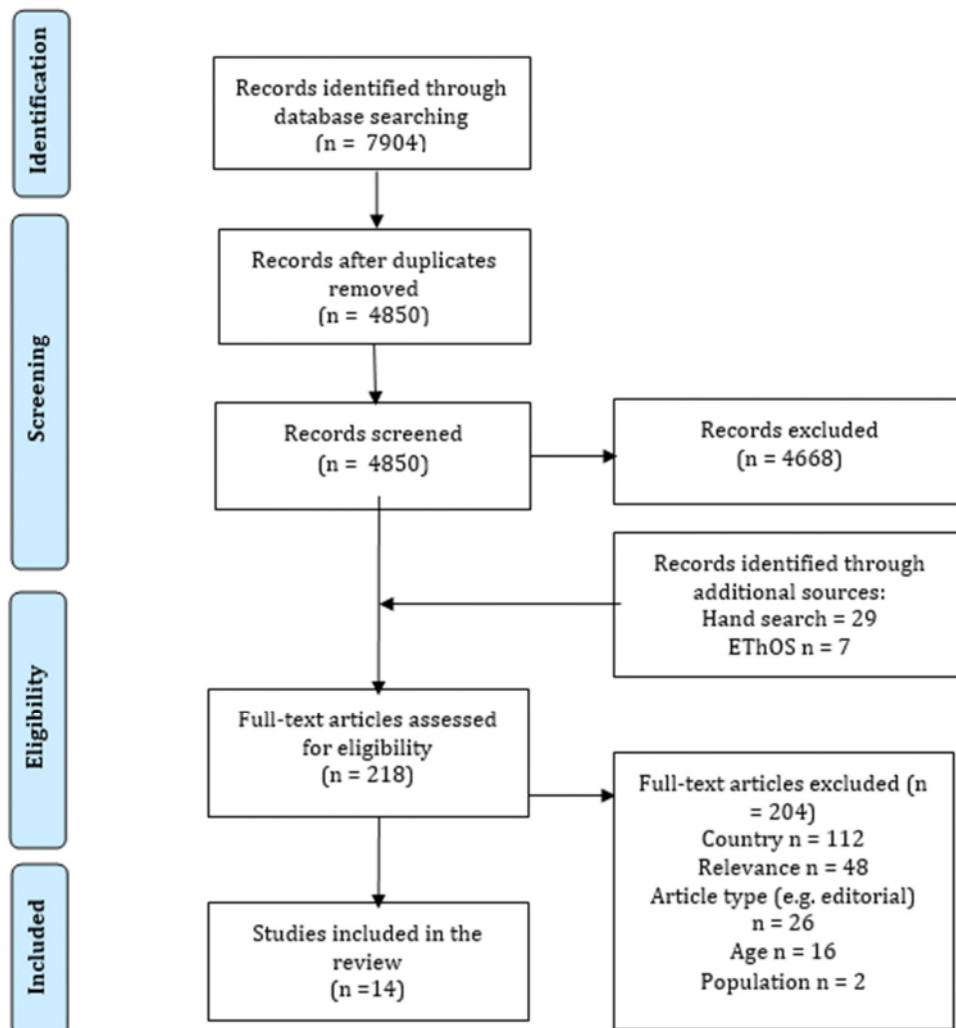 Identification
Records identified through
database searching
(n = 7904)
Screening
Records after duplicates
removed
(n = 4850)
Records screened
(n = 4850)
Records excluded
(n = 4668)
Records identified through
additional sources:
Hand search = 29
EThOS n = 7
Eligibility
Full-text articles assessed
for eligibility
(n = 218)
Full-text articles excluded (n
= 204)
Country n = 112
Relevance n = 48
Article type (e.g. editorial)
n = 26
Age n = 16
Population n = 2
Included
Studies included in the
review
(n =14)